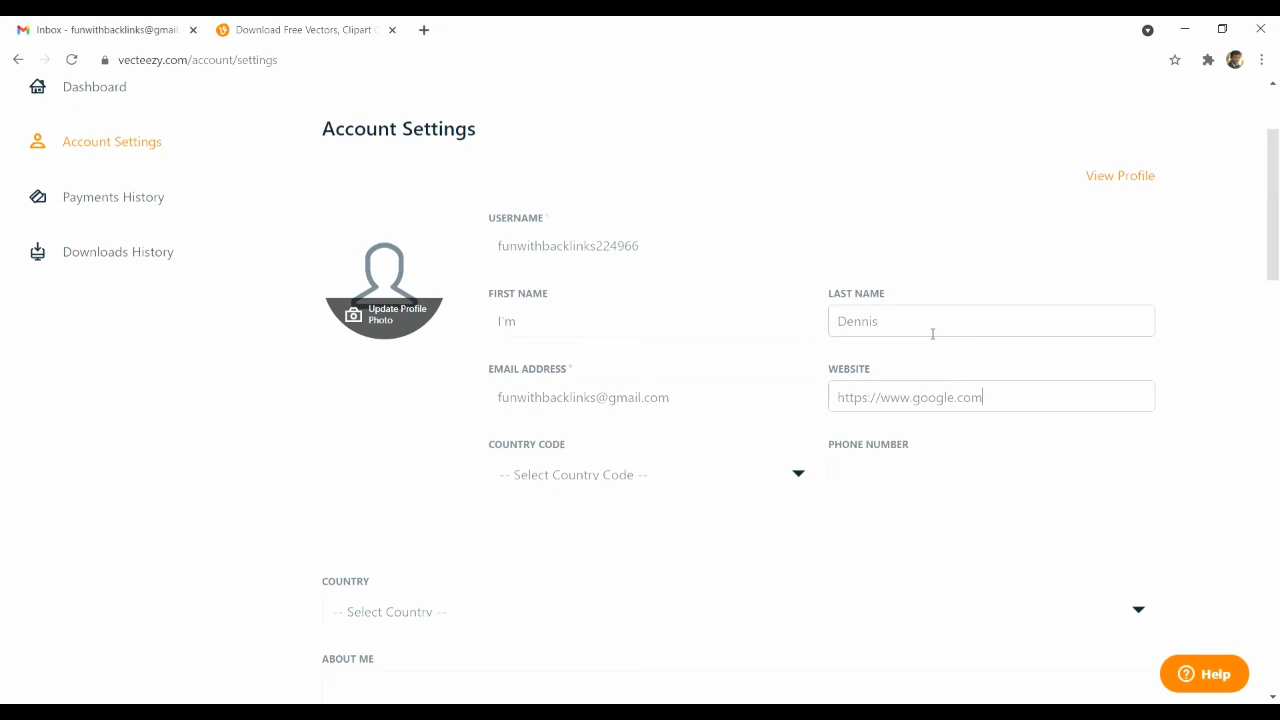 Inbox - funwithbacklinks@gmail.
Download Free Vectors, Clipart
vecteezy.com/account/settings
Dashboard
Account Settings
Payments History
Downloads History
Account Settings
View Profile
USERNAME *
funwithbacklinks224966
Update Profile
Photo
FIRST NAME
LAST NAME
I'm
Dennis
EMAIL ADDRESS *
WEBSITE
funwithbacklinks@gmail.com
https://www.google.com
COUNTRY CODE
PHONE NUMBER
-- Select Country Code --
COUNTRY
-- Select Country --
ABOUT ME
Help